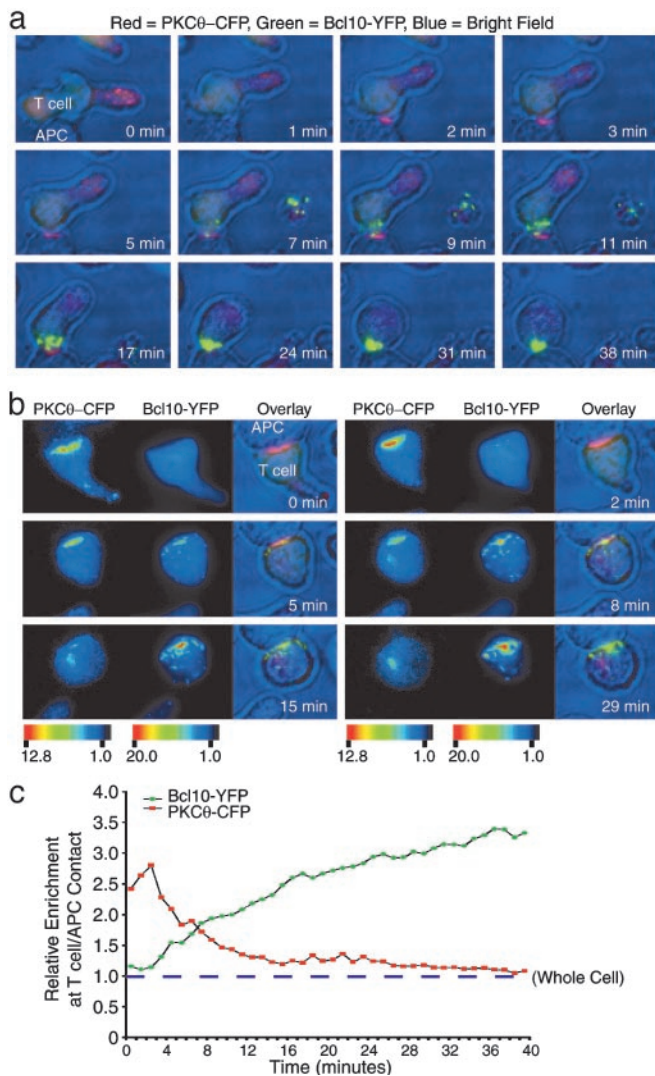 a
Red = PKCθ–CFP, Green = Bcl10-YFP, Blue = Bright Field
T cell
APC
0 min
1 min
2 min
3 min
5 min
7 min
9 min
11 min
17 min
24 min
31 min
38 min
b
PKCθ–CFP Bcl10-YFP Overlay PKCθ–CFP Bcl10-YFP Overlay
APC
T cell
0 min
2 min
5 min
8 min
15 min
29 min
12.8 1.0 20.0 1.0 12.8 1.0 20.0 1.0
c
Bcl10-YFP
PKCθ-CFP
Relative Enrichment
at T cell/APC Contact
4.0
3.5
3.0
2.5
2.0
1.5
1.0
0.5
0
(Whole Cell)
0 4 8 12 16 20 24 28 32 36 40
Time (minutes)